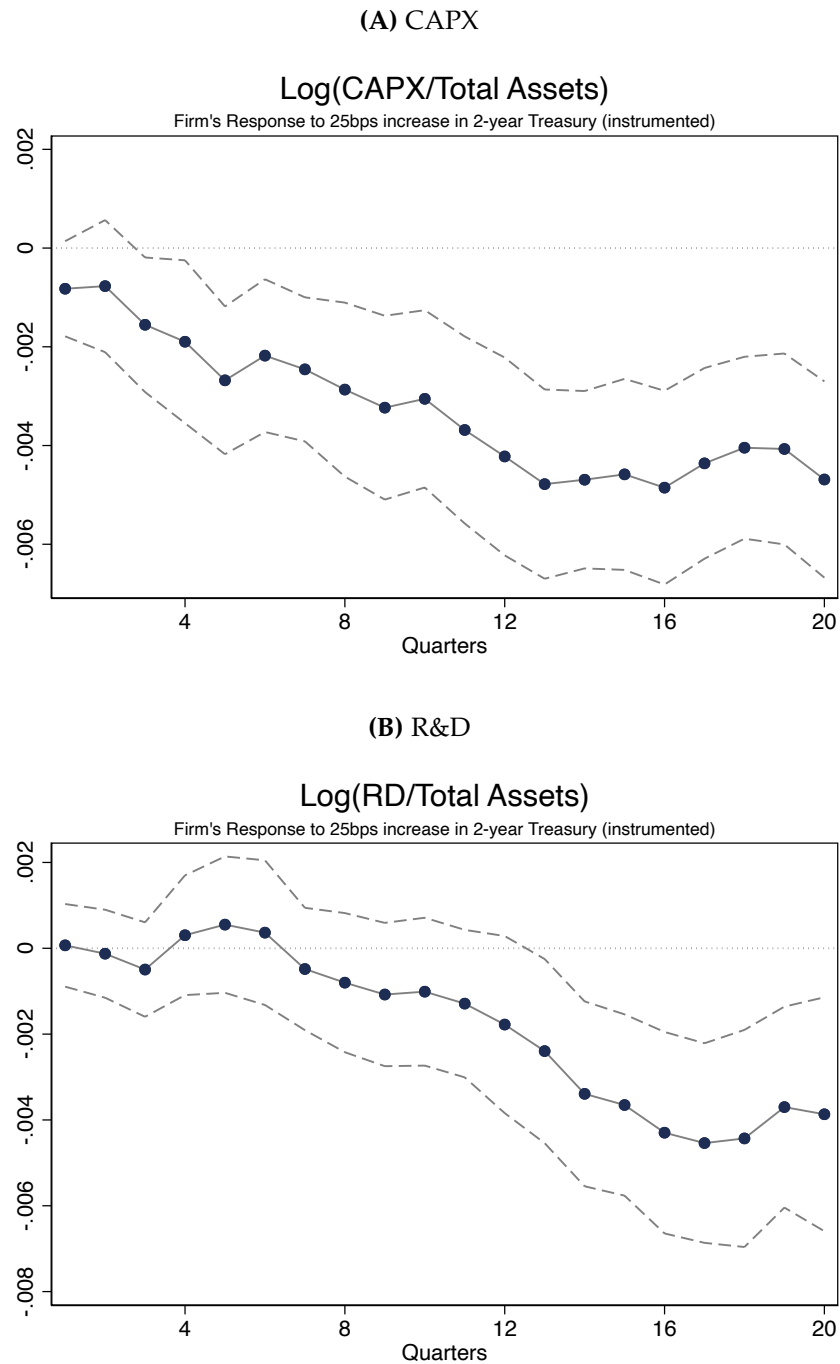 (A) CAPX
Log(CAPX/Total Assets)
Firm's Response to 25bps increase in 2-year Treasury (instrumented)
.002
0
-.002
-.004
-.006
4 8 12 16 20
Quarters
(B) R&D
Log(RD/Total Assets)
Firm's Response to 25bps increase in 2-year Treasury (instrumented)
.002
0
-.002
-.004
-.006
-.008
4 8 12 16 20
Quarters